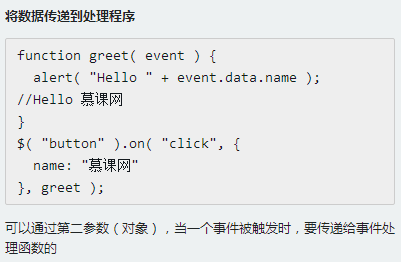 将数据传递到处理程序
function greet( event ) {
  alert( "Hello " + event.data.name );
//Hello 慕课网
}
$( "button" ).on( "click", {
  name: "慕课网"
}, greet );
可以通过第二参数（对象），当一个事件被触发时，要传递给事件处
理函数的